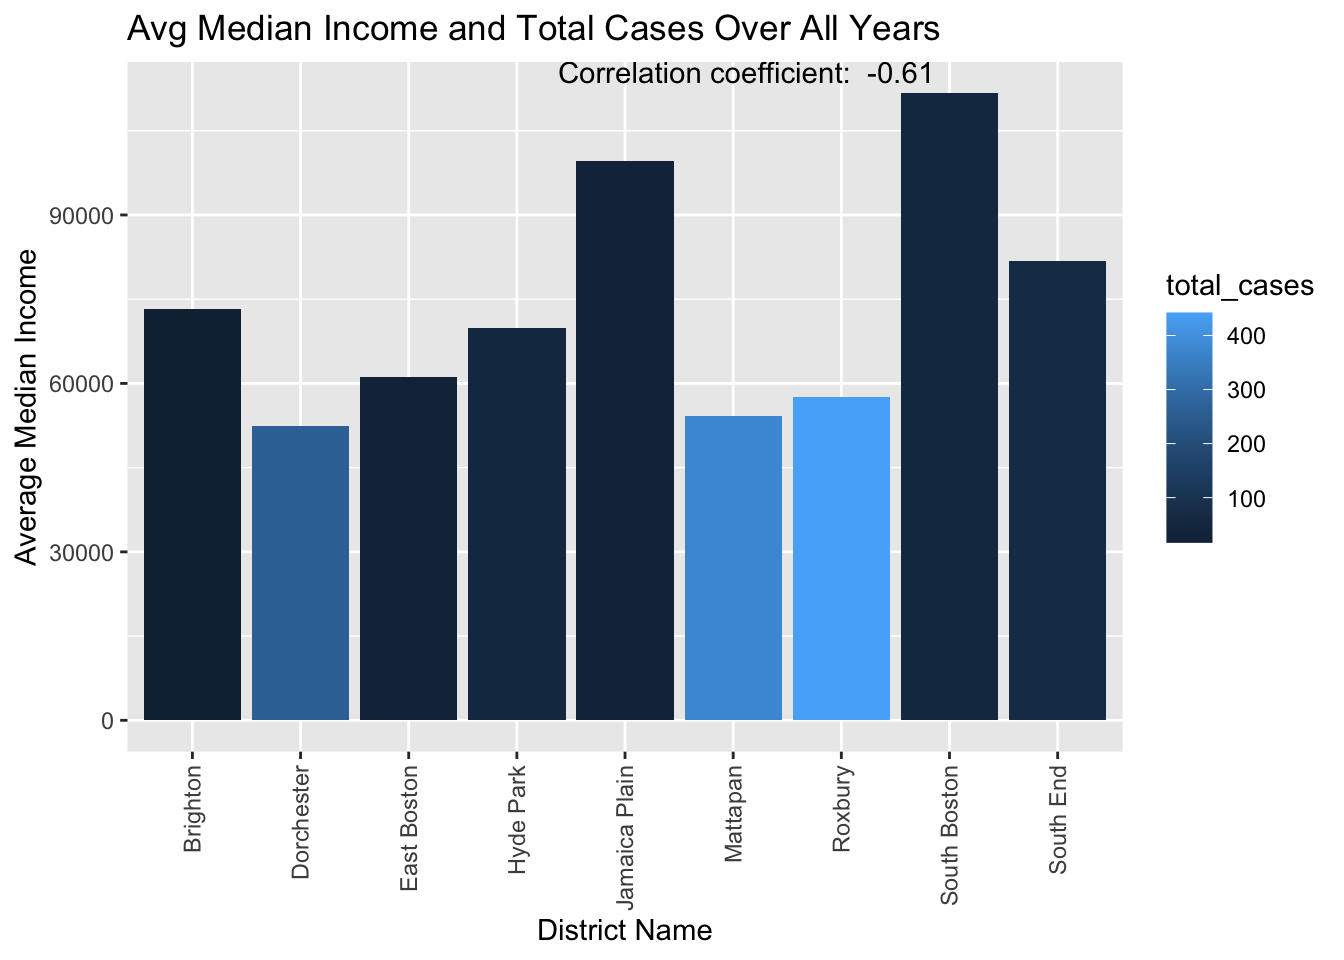 Avg Median Income and Total Cases Over All Years
Correlation coefficient:  -0.61
Average Median Income
90000
60000
30000
0
Brighton
Dorchester
East Boston
Hyde Park
Jamaica Plain
Mattapan
Roxbury
South Boston
South End
District Name
total_cases
400
300
200
100